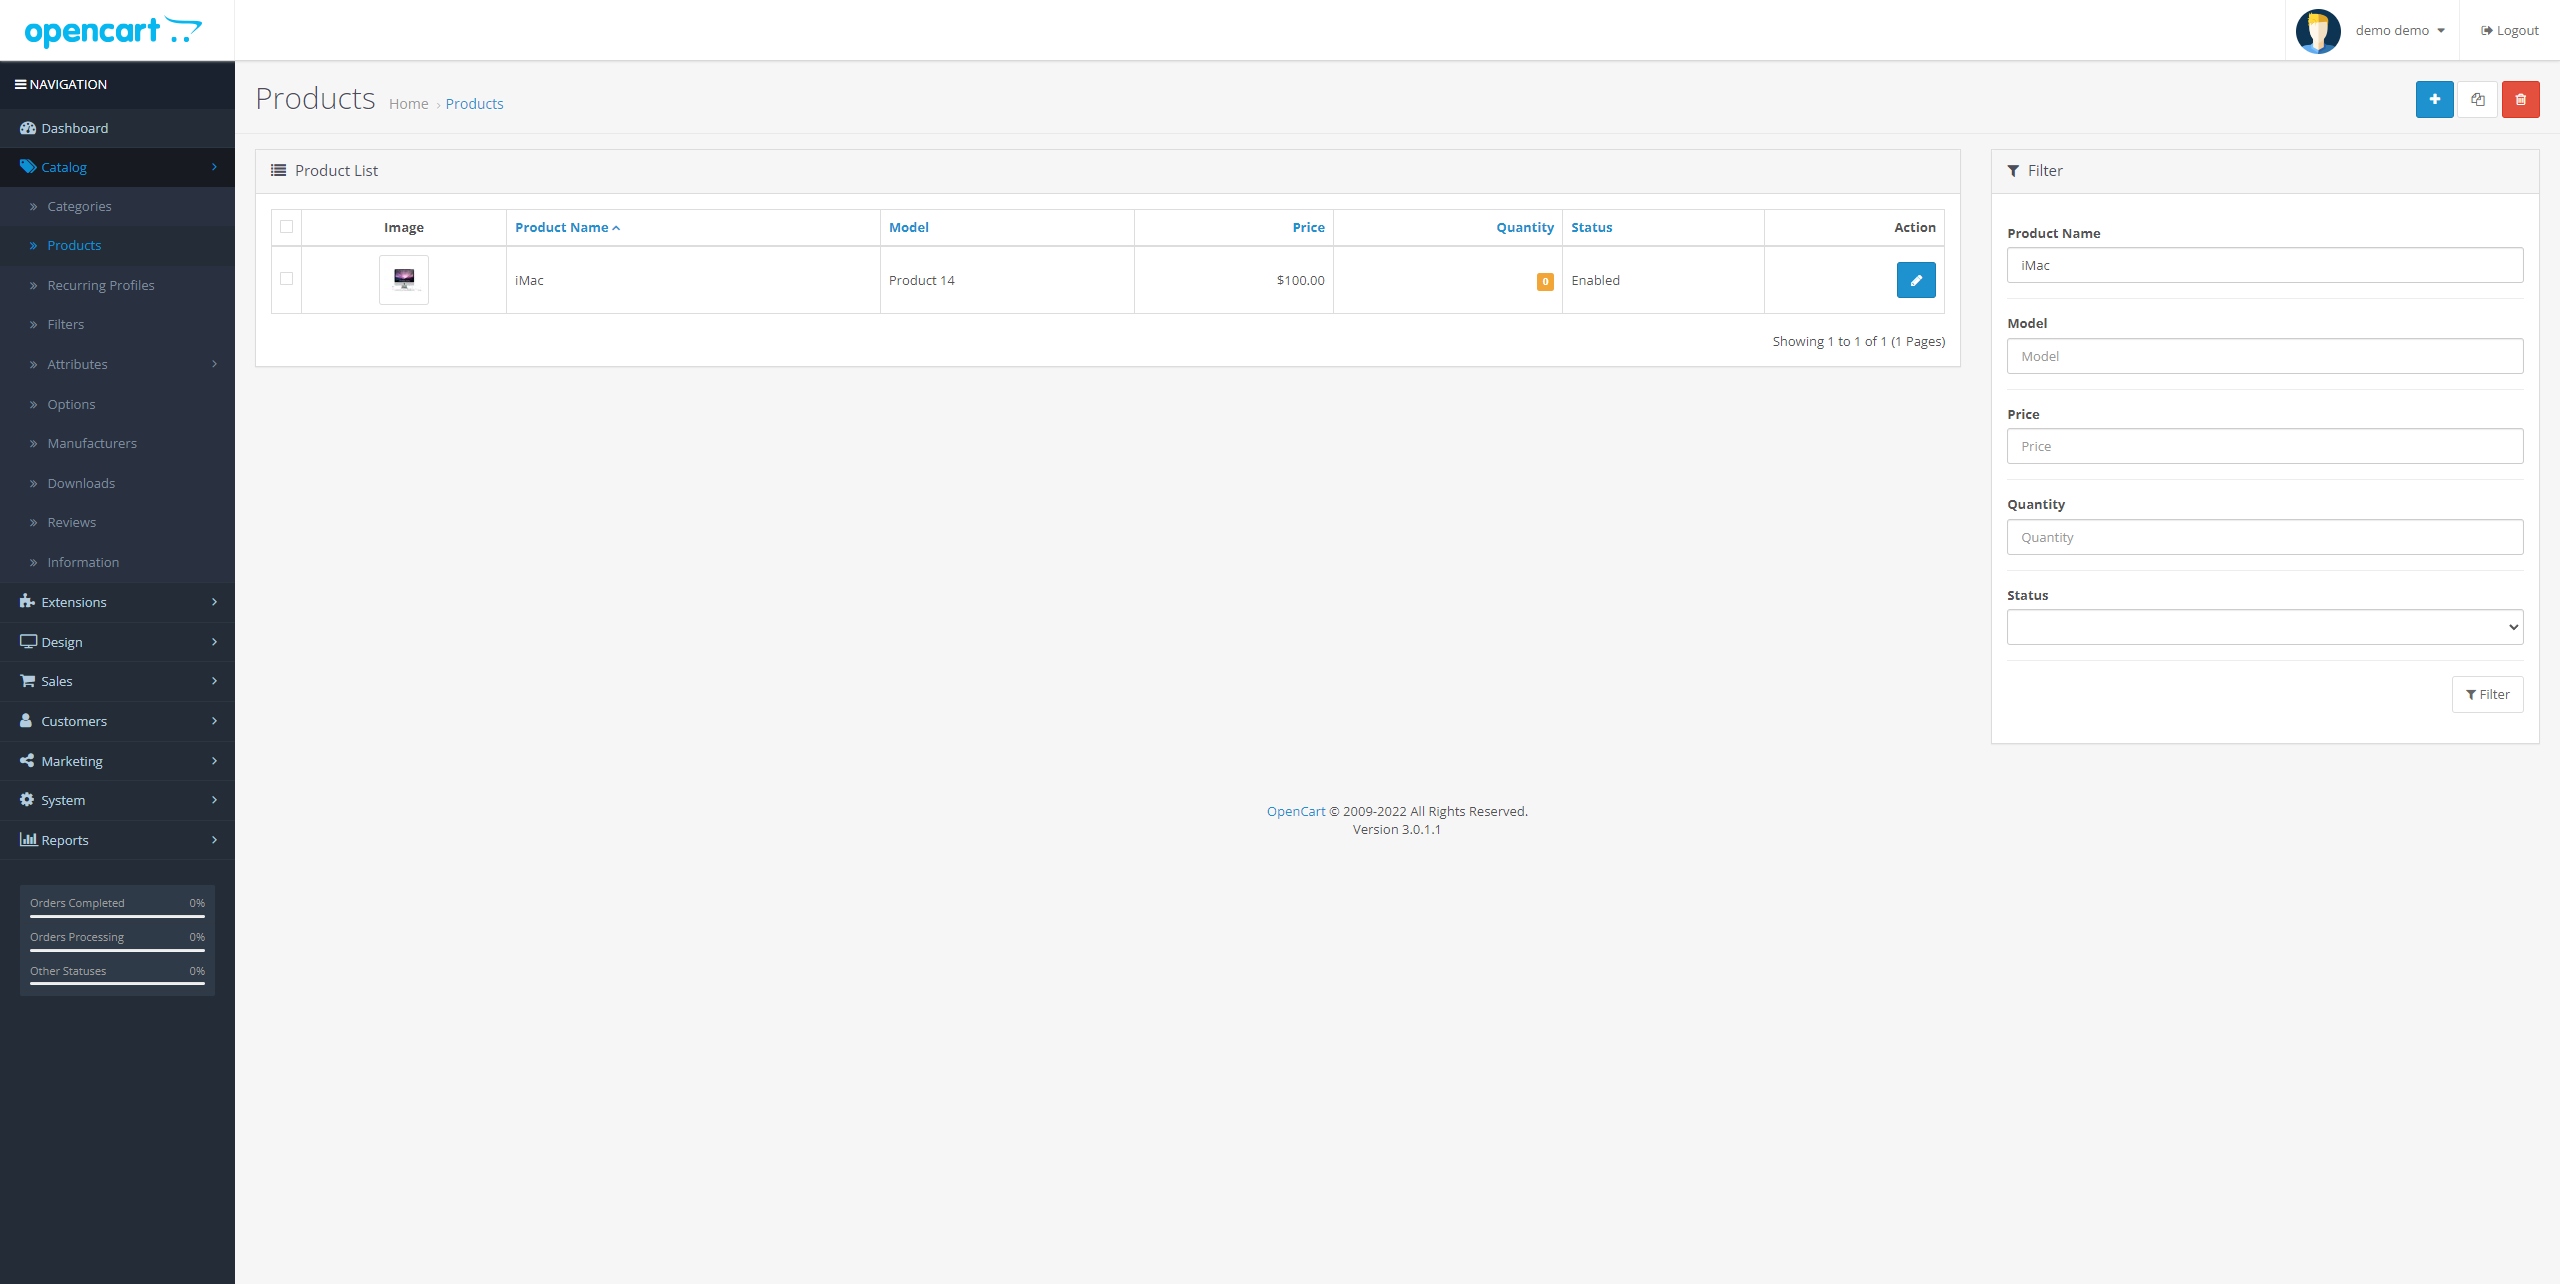 opencart
demo demo
Logout
NAVIGATION
Dashboard
Catalog
Categories
Products
Recurring Profiles
Filters
Attributes
Options
Manufacturers
Downloads
Reviews
Information
Extensions
Design
Sales
Customers
Marketing
System
Reports
Orders Completed 0%
Orders Processing 0%
Other Statuses 0%
Products Home › Products
Product List
Image Product Name Model Price Quantity Status Action
iMac Product 14 $100.00 0 Enabled
Showing 1 to 1 of 1 (1 Pages)
Filter
Product Name
iMac
Model
Model
Price
Price
Quantity
Quantity
Status
Filter
OpenCart © 2009-2022 All Rights Reserved.
Version 3.0.1.1